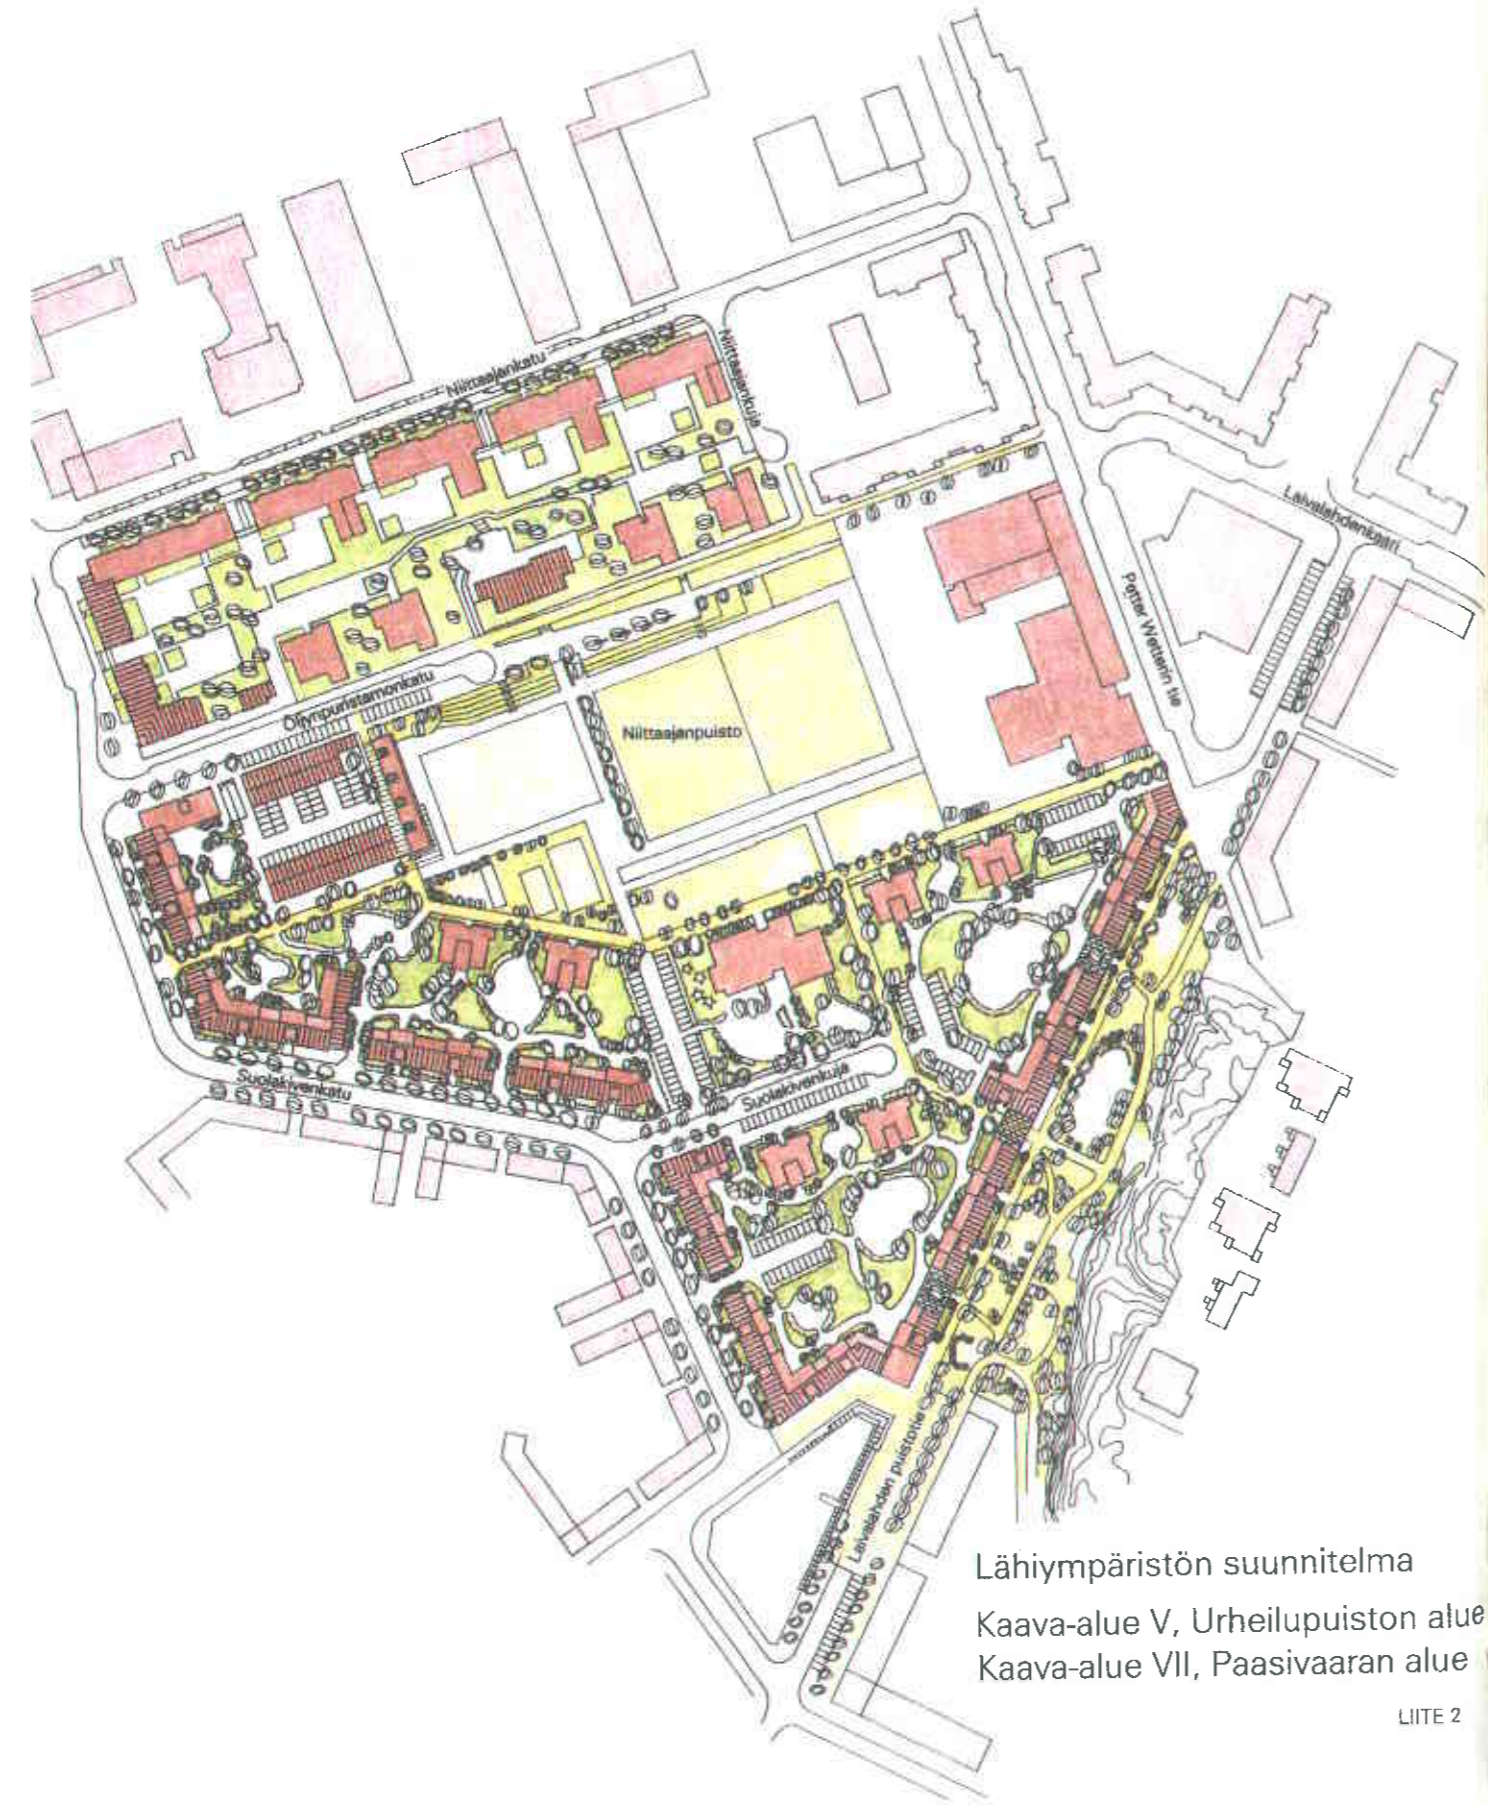 Niittaajankatu
Niittaajankuja
Laivalahdenkaari
Petter Wetterin tie
Öljynpuristamonkatu
Niittaajanpuisto
Suolakivenkatu
Suolakivenkuja
Laivalahden puistotie
Lähiympäristön suunnitelma
Kaava-alue V, Urheilupuiston alue
Kaava-alue VII, Paasivaaran alue
LIITE 2